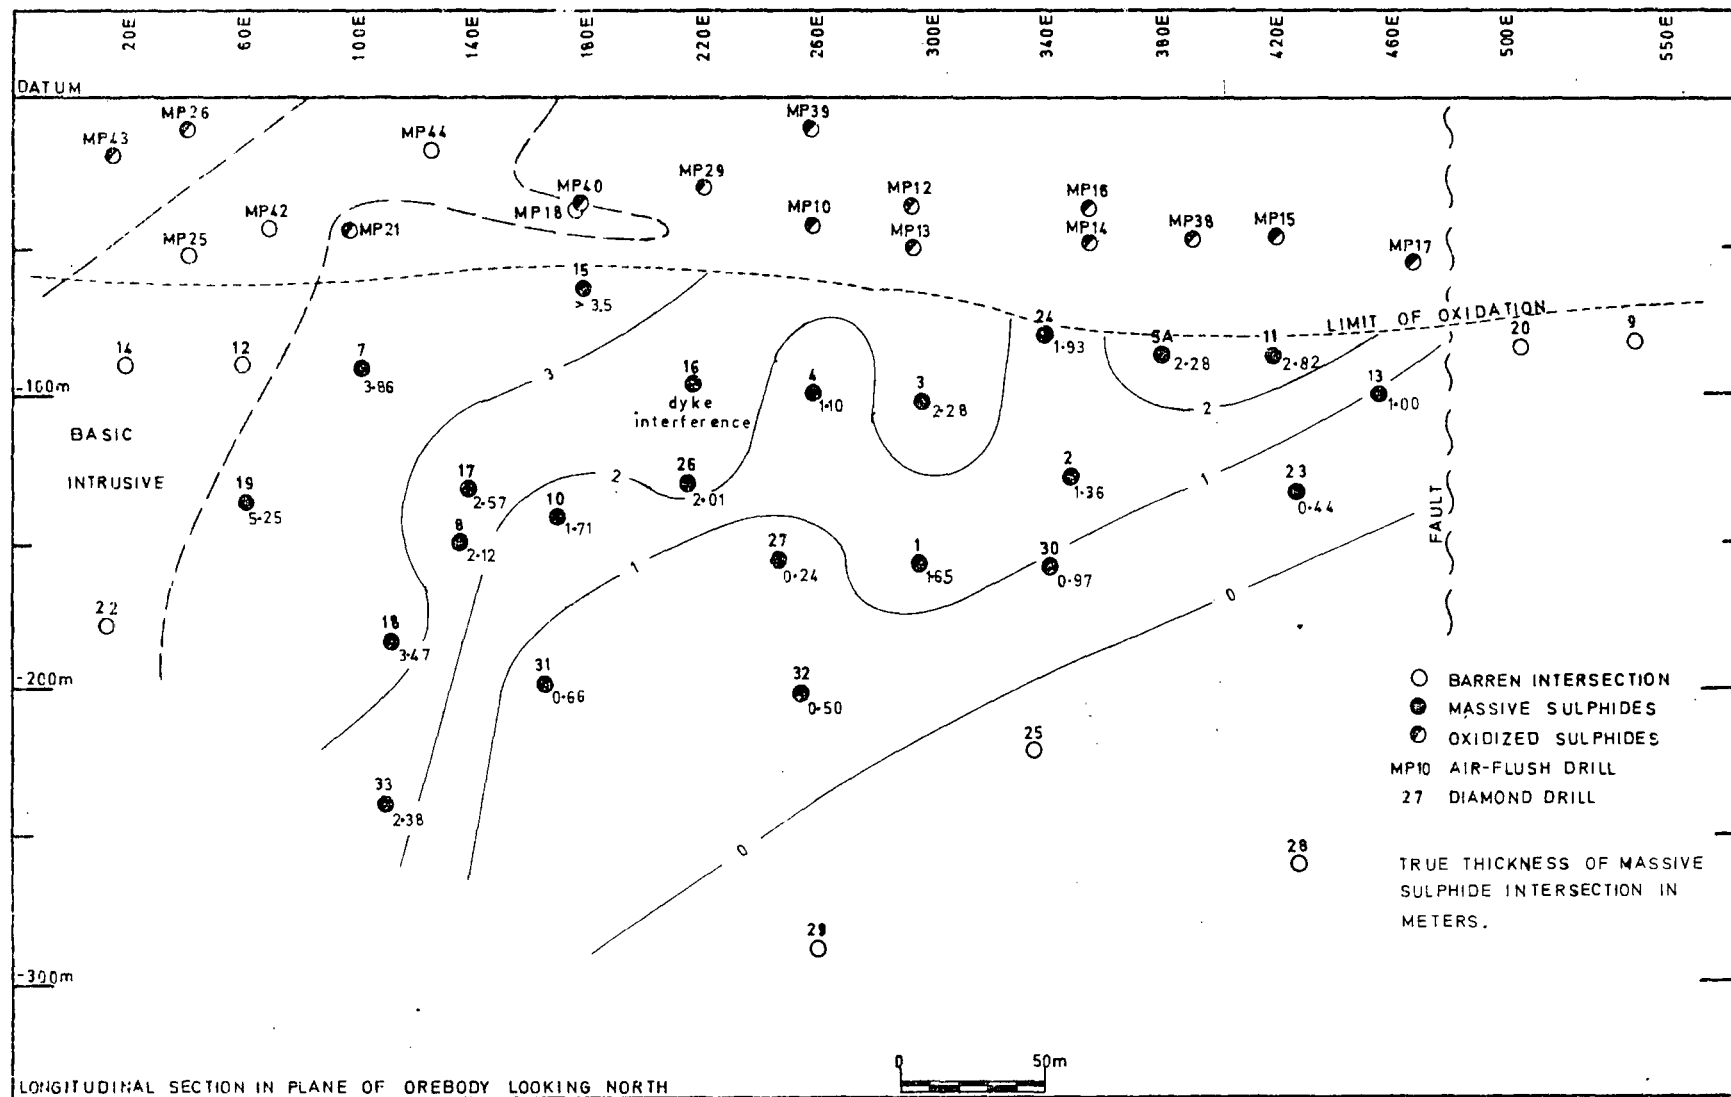 20E 60E 100E 140E 180E 220E 260E 300E 340E 380E 420E 460E 500E 550E
DATUM
MP26 MP39
MP43 MP44
MP29
MP40 MP12 MP16
MP42 MP18 MP10
MP21 MP38 MP15
MP25 MP13 MP14 MP17
15
> 3.5
LIMIT OF OXIDATION
24 5A 11 20 9
1·93 2·28 2·82
14 12 7
3·86
3
16 4 3 13
-100m
dyke
interference
1·10 2·28 1·00
2
BASIC
INTRUSIVE
17 26 2 23
2·57 2 2·01 1·36 1 0·44
19
5·25
10
1·71
8
2·12
FAULT
27 1 30
0·24 1·65 0·97
1
0
22
18
3·47
31 32
0·66 0·50
-200m
25
33
2·38
0
28
29
-300m
BARREN INTERSECTION
MASSIVE SULPHIDES
OXIDIZED SULPHIDES
MP10 AIR-FLUSH DRILL
27 DIAMOND DRILL
TRUE THICKNESS OF MASSIVE
SULPHIDE INTERSECTION IN
METERS.
0 50m
LONGITUDINAL SECTION IN PLANE OF OREBODY LOOKING NORTH